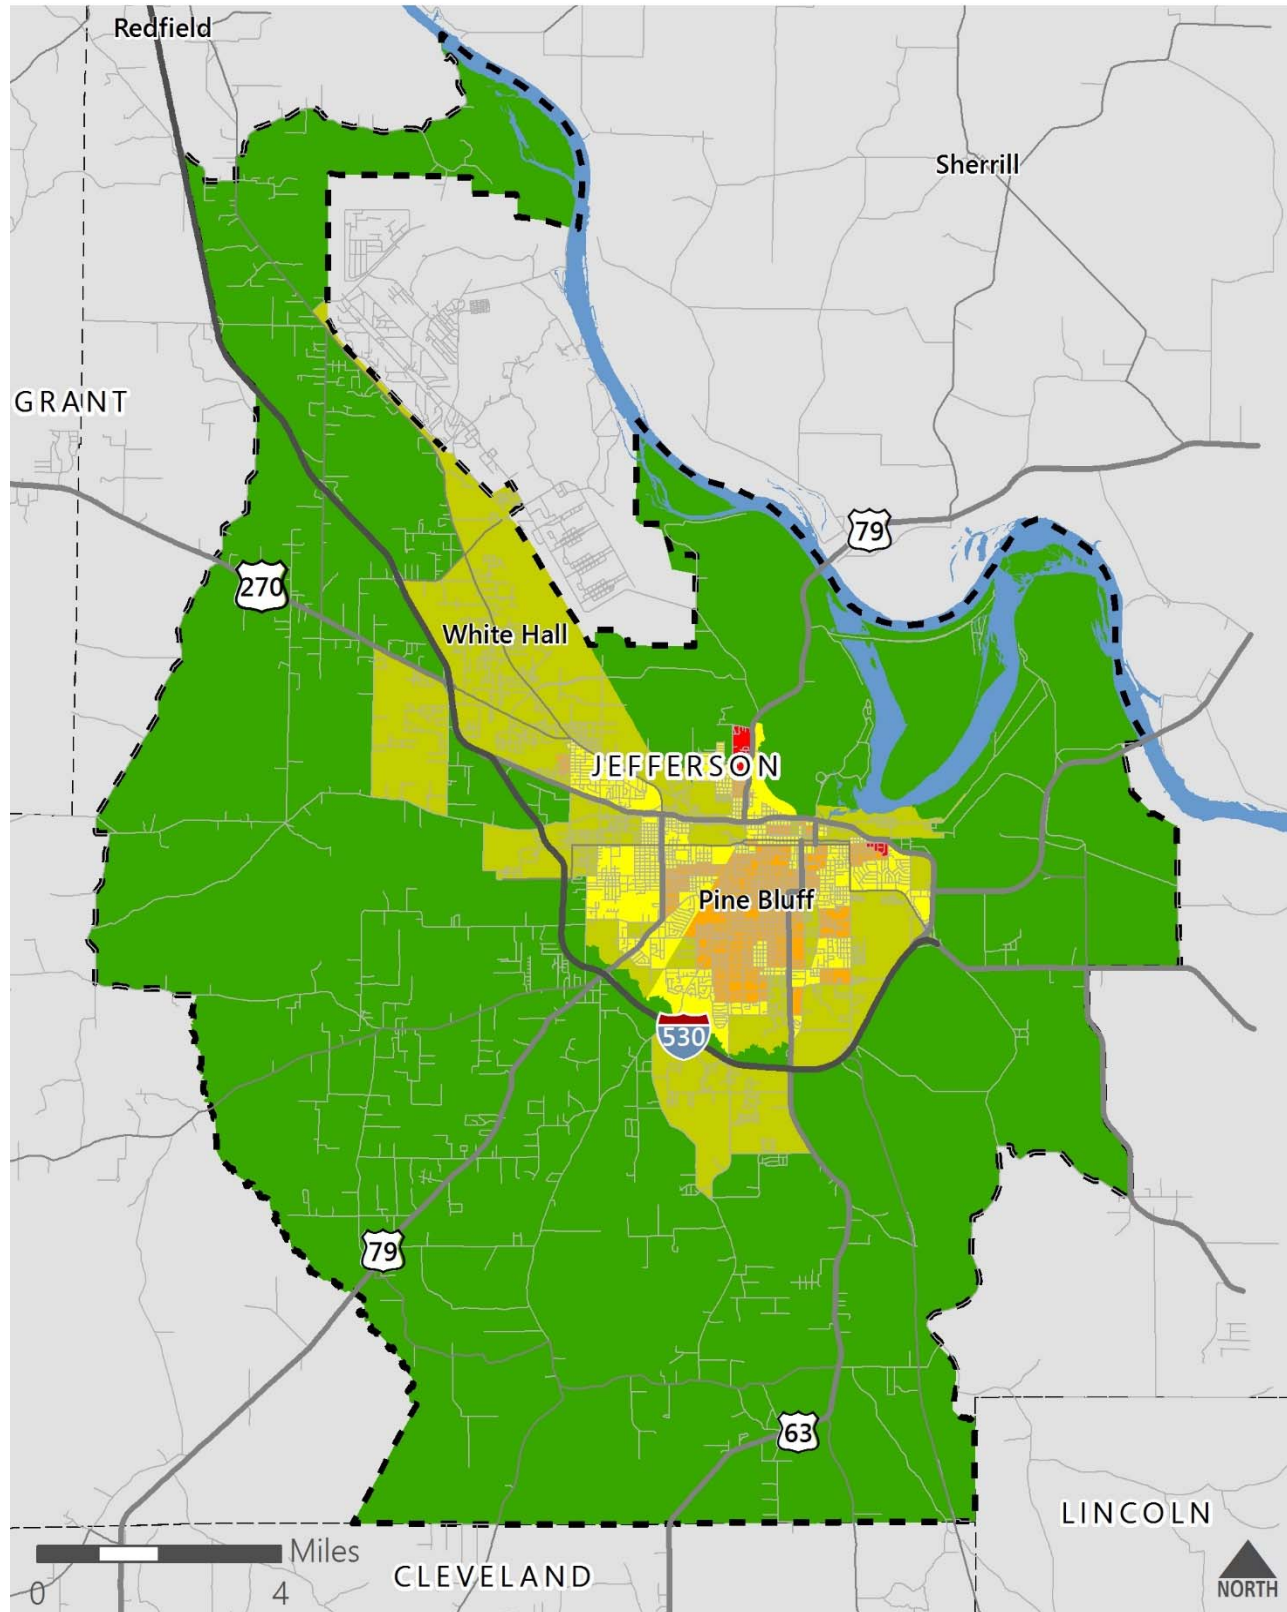 Redfield
Sherrill
GRANT
79
270
White Hall
JEFFERSON
Pine Bluff
530
79
63
LINCOLN
Miles
0 4
CLEVELAND
NORTH